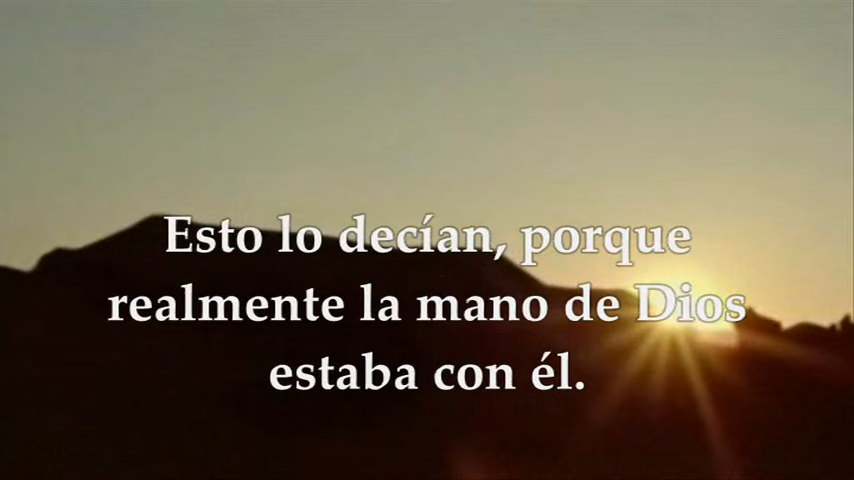 Esto lo decían, porque
realmente la mano de Dios
estaba con él.